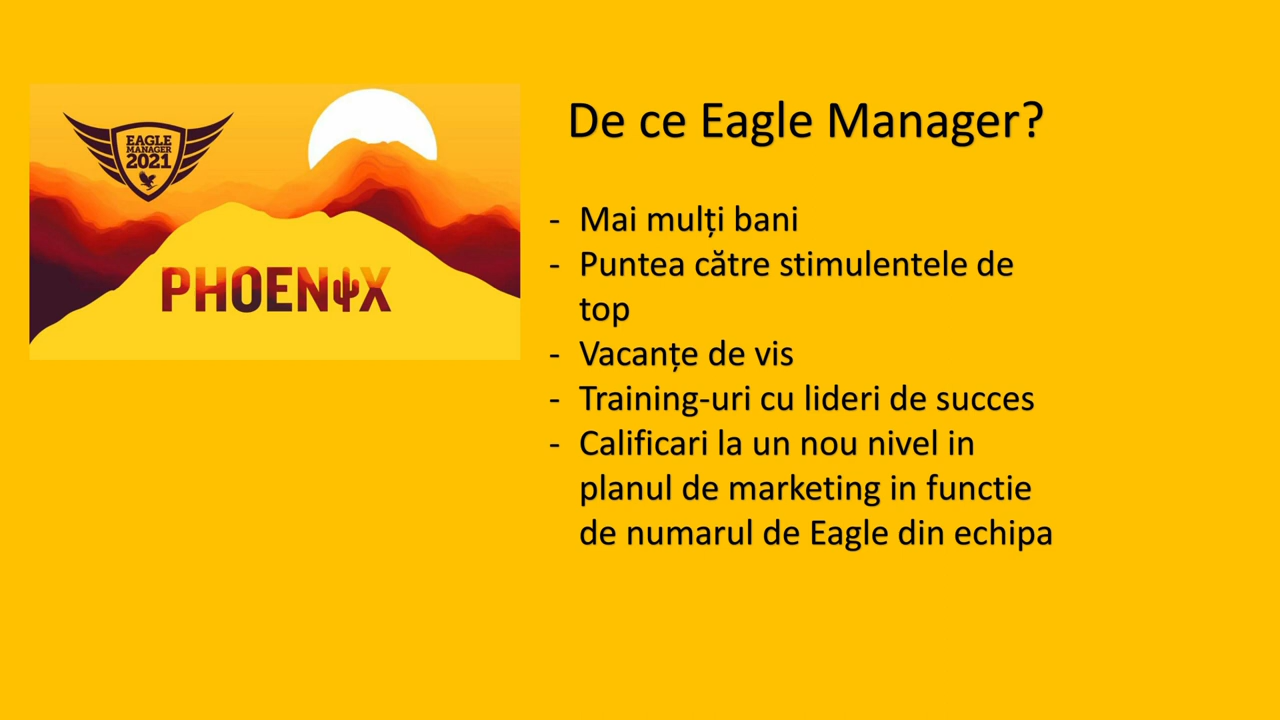 EAGLE
MANAGER
2021
PHOENIX
De ce Eagle Manager?
- Mai mulți bani
- Puntea către stimulentele de
top
- Vacanțe de vis
- Training-uri cu lideri de succes
- Calificari la un nou nivel in
planul de marketing in functie
de numarul de Eagle din echipa